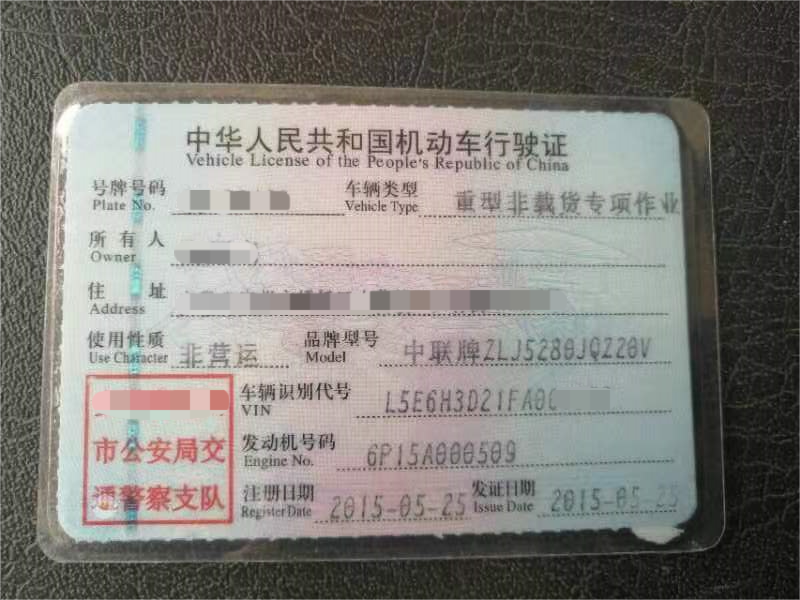 中华人民共和国机动车行驶证
Vehicle License of the People's Republic of China
号牌号码 车辆类型 重型非载货专项作业
Plate No. Vehicle Type
所有人
Owner
住址
Address
使用性质 非营运 品牌型号 中联牌ZLJ5280JQZ20V
Use Character Model
车辆识别代号 L5E6H3D21FA0
VIN
市公安局交
通警察支队
发动机号码 6P15A000509
Engine No.
注册日期 2015-05-25 发证日期 2015-05-25
Register Date Issue Date